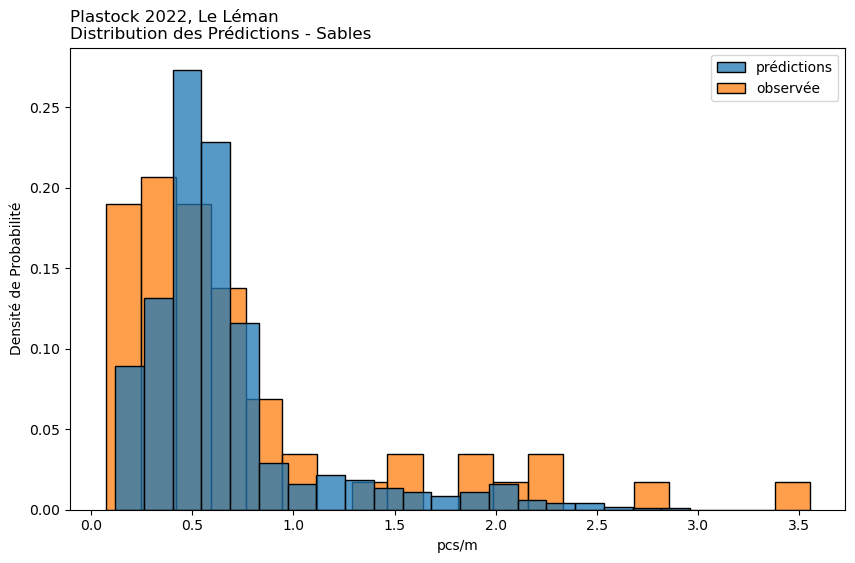 Plastock 2022, Le Léman
Distribution des Prédictions - Sables
prédictions
observée
Densité de Probabilité
0.25
0.20
0.15
0.10
0.05
0.00
0.0
0.5
1.0
1.5
2.0
2.5
3.0
3.5
pcs/m